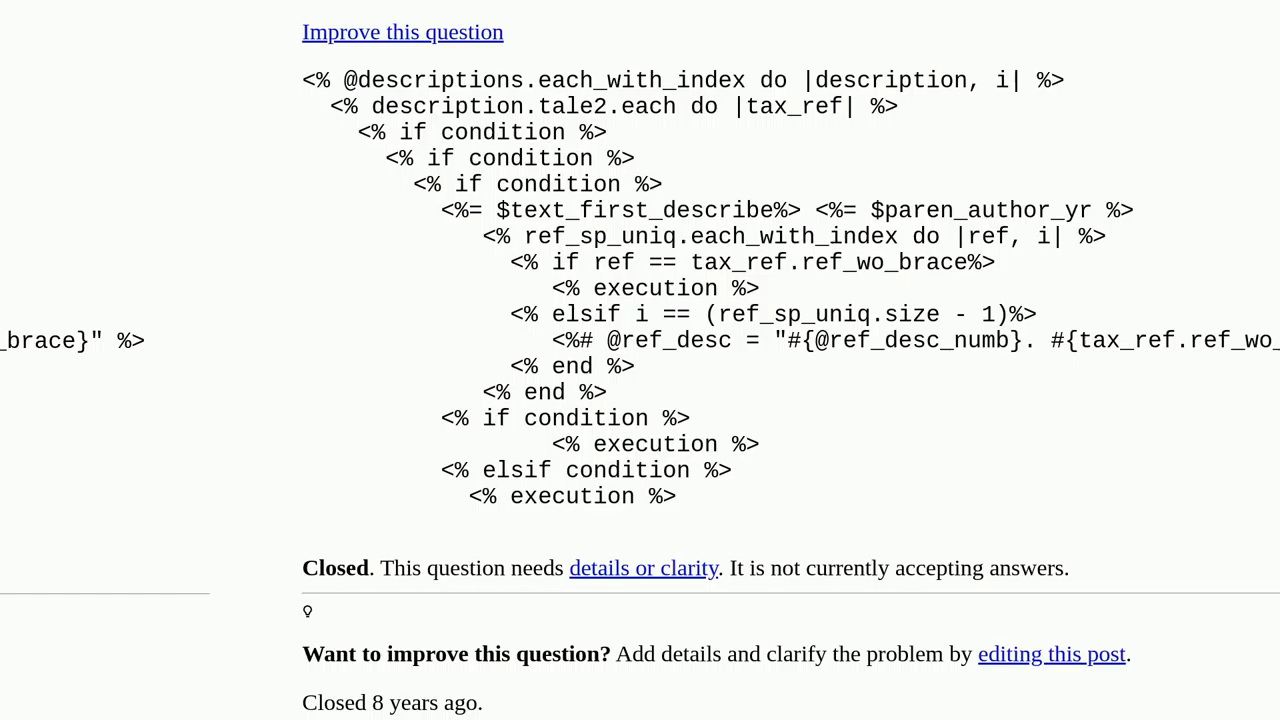 Improve this question
<% @descriptions.each_with_index do |description, i| %>
<% description.tale2.each do |tax_ref| %>
<% if condition %>
<% if condition %>
<% if condition %>
<%= $text_first_describe%> <%= $paren_author_yr %>
<% ref_sp_uniq.each_with_index do |ref, i| %>
<% if ref == tax_ref.ref_wo_brace%>
<% execution %>
<% elsif i == (ref_sp_uniq.size - 1)%>
_brace}" %>
<%# @ref_desc = "#{@ref_desc_numb}. #{tax_ref.ref_wo_
<% end %>
<% end %>
<% if condition %>
<% execution %>
<% elsif condition %>
<% execution %>
Closed. This question needs details or clarity. It is not currently accepting answers.
Want to improve this question? Add details and clarify the problem by editing this post.
Closed 8 years ago.